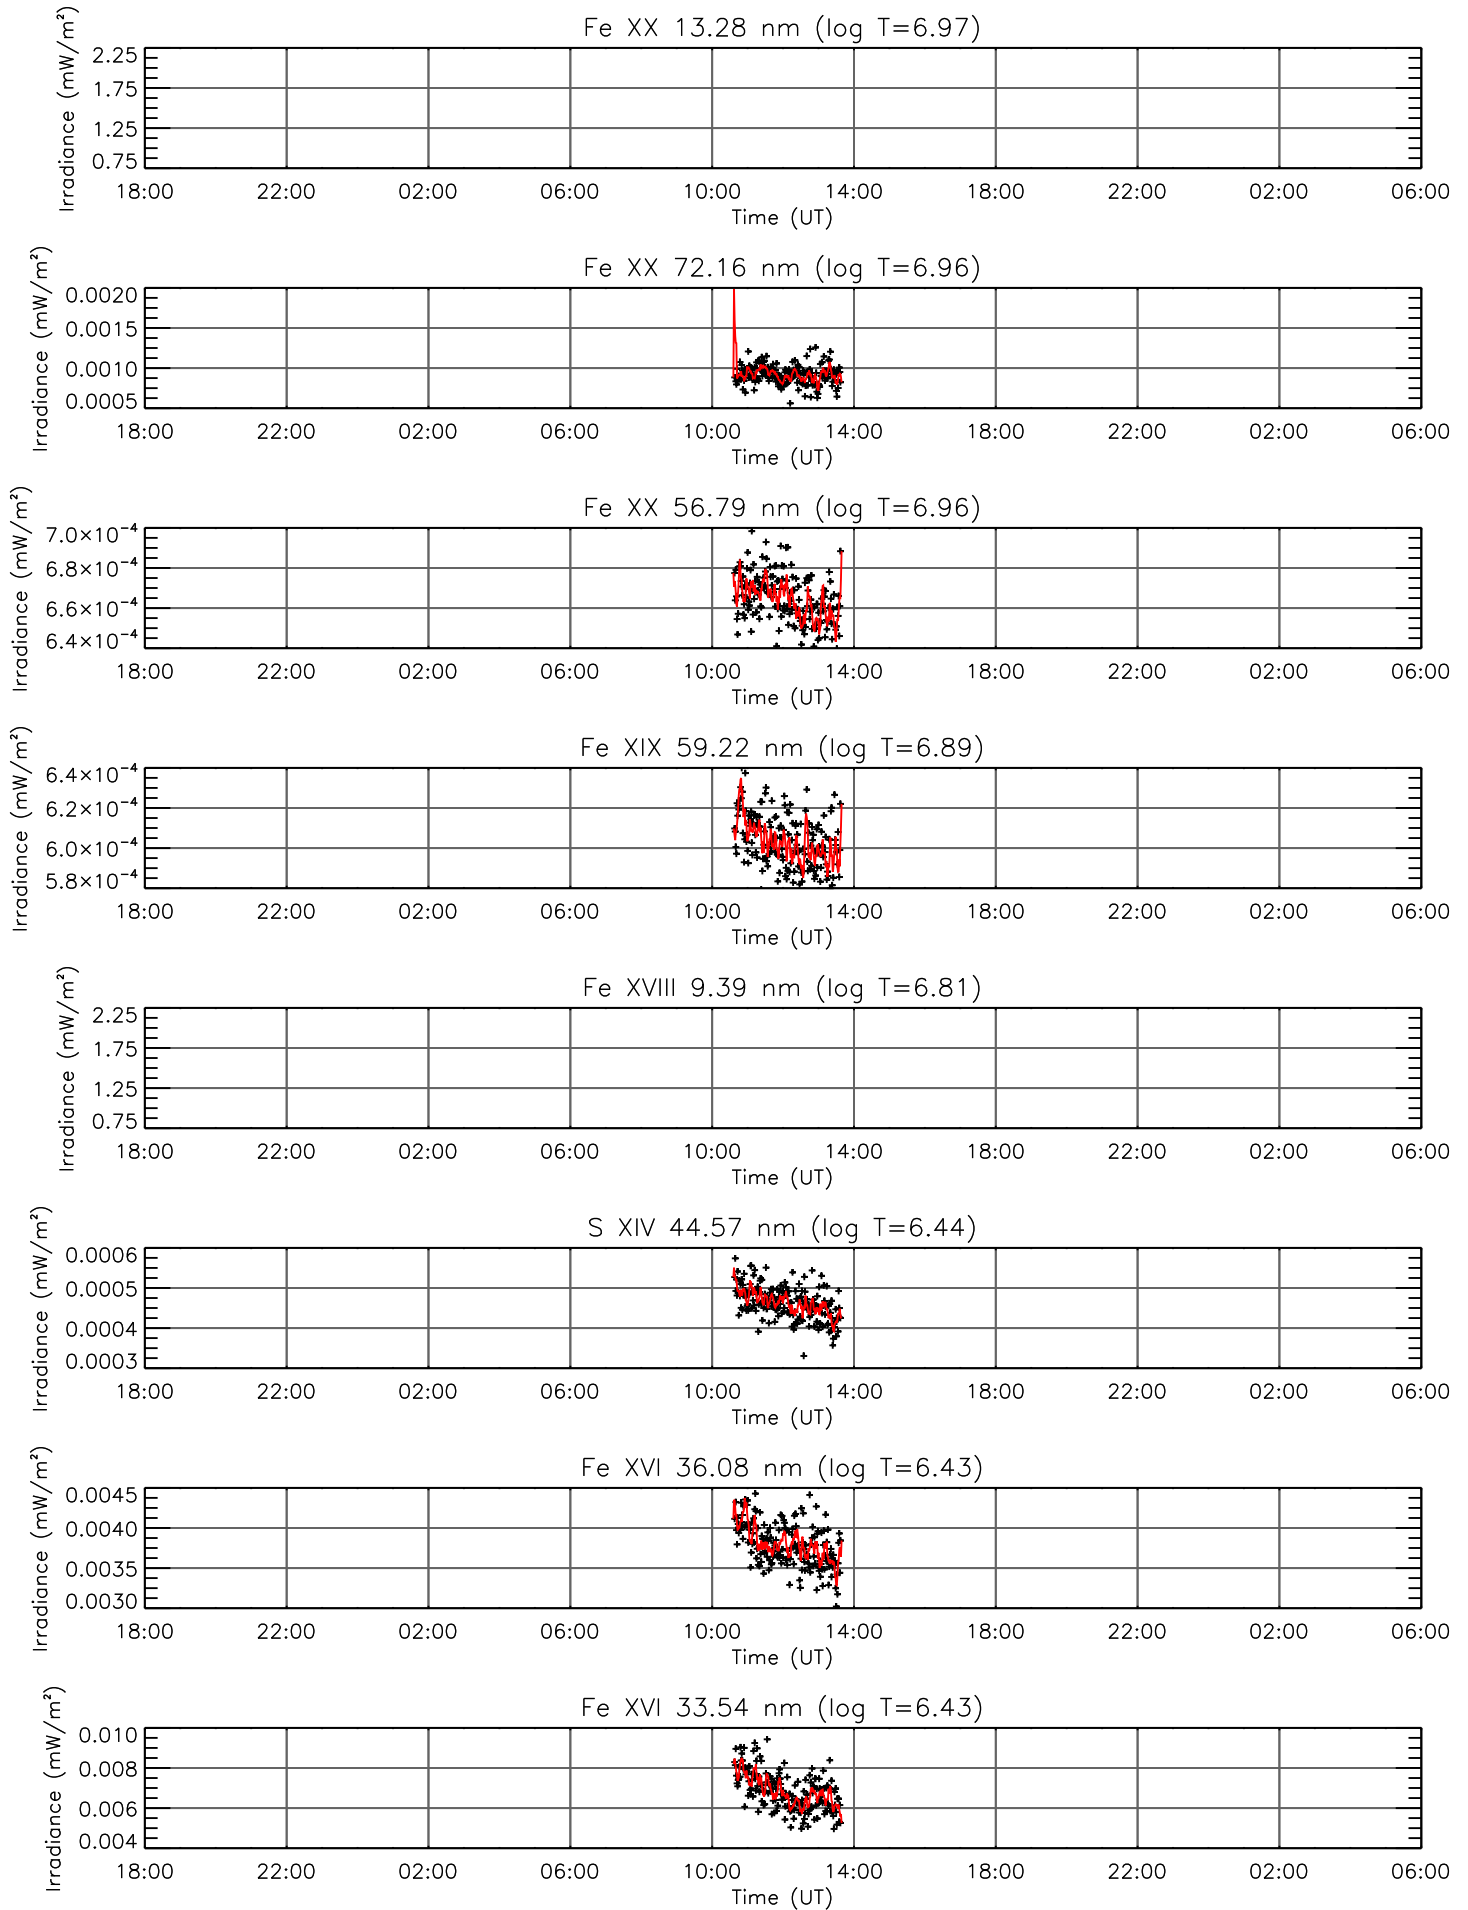 Fe XX 13.28 nm (log T=6.97)
Irradiance (mW/m²)
2.25
1.75
1.25
0.75
18:00 22:00 02:00 06:00 10:00 14:00 18:00 22:00 02:00 06:00
Time (UT)
Fe XX 72.16 nm (log T=6.96)
Irradiance (mW/m²)
0.0020
0.0015
0.0010
0.0005
18:00 22:00 02:00 06:00 10:00 14:00 18:00 22:00 02:00 06:00
Time (UT)
Fe XX 56.79 nm (log T=6.96)
Irradiance (mW/m²)
7.0×10⁻⁴
6.8×10⁻⁴
6.6×10⁻⁴
6.4×10⁻⁴
18:00 22:00 02:00 06:00 10:00 14:00 18:00 22:00 02:00 06:00
Time (UT)
Fe XIX 59.22 nm (log T=6.89)
Irradiance (mW/m²)
6.4×10⁻⁴
6.2×10⁻⁴
6.0×10⁻⁴
5.8×10⁻⁴
18:00 22:00 02:00 06:00 10:00 14:00 18:00 22:00 02:00 06:00
Time (UT)
Fe XVIII 9.39 nm (log T=6.81)
Irradiance (mW/m²)
2.25
1.75
1.25
0.75
18:00 22:00 02:00 06:00 10:00 14:00 18:00 22:00 02:00 06:00
Time (UT)
S XIV 44.57 nm (log T=6.44)
Irradiance (mW/m²)
0.0006
0.0005
0.0004
0.0003
18:00 22:00 02:00 06:00 10:00 14:00 18:00 22:00 02:00 06:00
Time (UT)
Fe XVI 36.08 nm (log T=6.43)
Irradiance (mW/m²)
0.0045
0.0040
0.0035
0.0030
18:00 22:00 02:00 06:00 10:00 14:00 18:00 22:00 02:00 06:00
Time (UT)
Fe XVI 33.54 nm (log T=6.43)
Irradiance (mW/m²)
0.010
0.008
0.006
0.004
18:00 22:00 02:00 06:00 10:00 14:00 18:00 22:00 02:00 06:00
Time (UT)